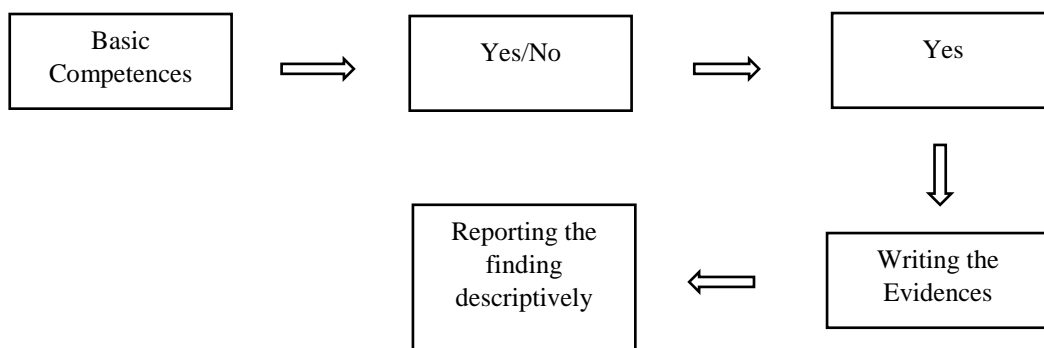 Basic
Competences
Yes/No
Yes
Writing the
Evidences
Reporting the
finding
descriptively